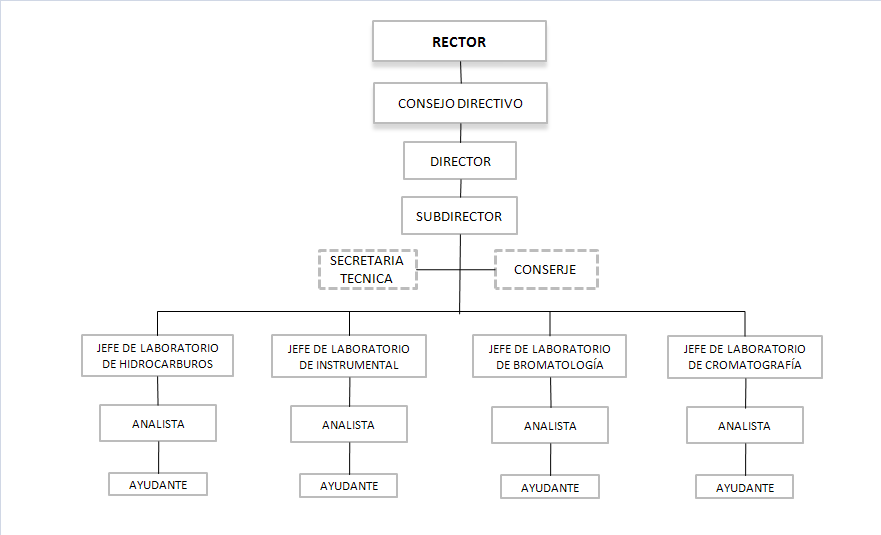 RECTOR
CONSEJO DIRECTIVO
DIRECTOR
SUBDIRECTOR
SECRETARIA
TECNICA
CONSERJE
JEFE DE LABORATORIO
DE HIDROCARBUROS
JEFE DE LABORATORIO
DE INSTRUMENTAL
JEFE DE LABORATORIO
DE BROMATOLOGÍA
JEFE DE LABORATORIO
DE CROMATOGRAFÍA
ANALISTA
ANALISTA
ANALISTA
ANALISTA
AYUDANTE
AYUDANTE
AYUDANTE
AYUDANTE